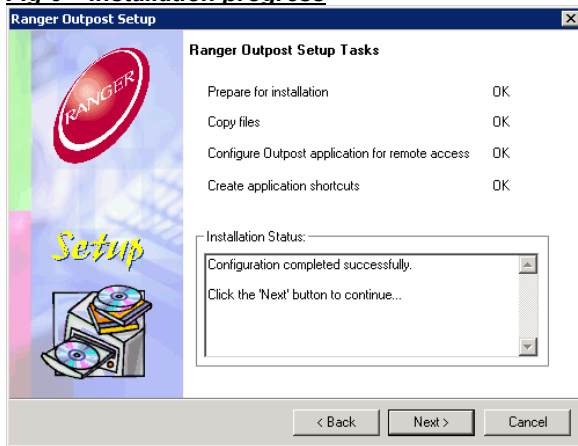 Ranger Outpost Setup
Ranger Outpost Setup Tasks
RANGER
Prepare for installation OK
Copy files OK
Configure Outpost application for remote access OK
Create application shortcuts OK
Setup
Installation Status:
Configuration completed successfully.
Click the 'Next' button to continue...
< Back Next > Cancel